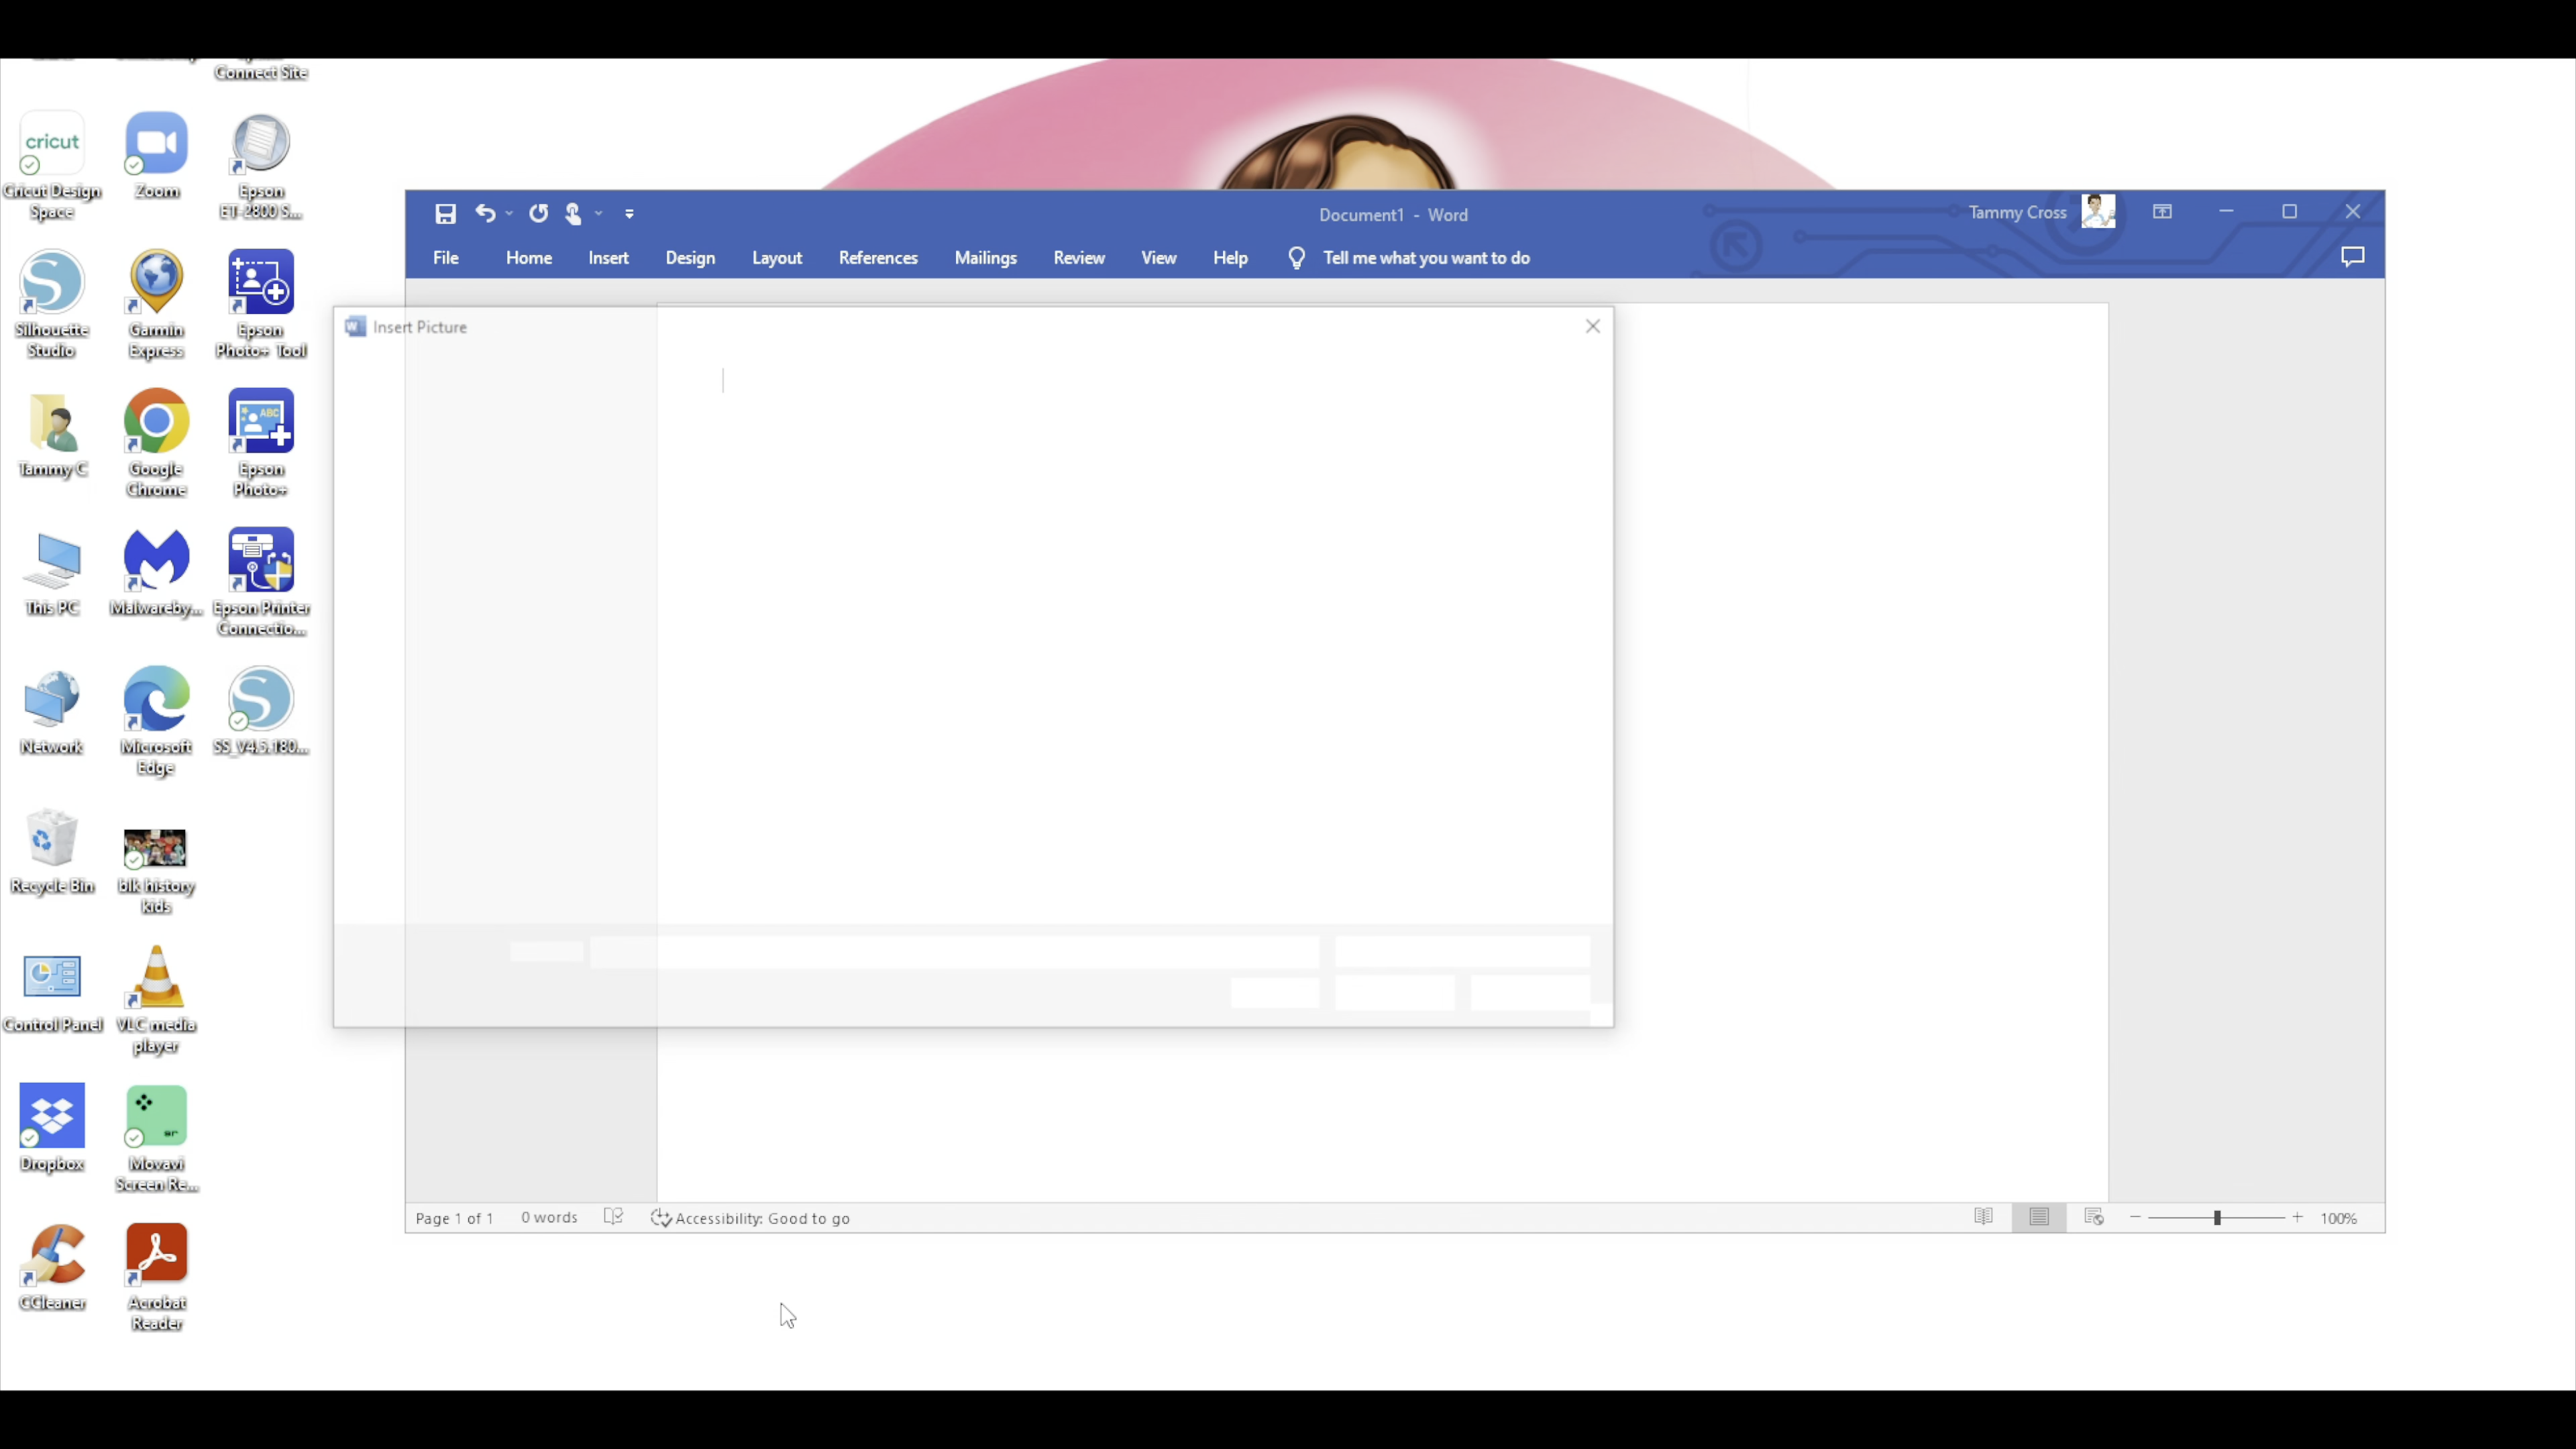 Connect Site
cricut
Cricut Design
Space
Zoom
Epson
ET-2800 S...
Silhouette
Studio
Garmin
Express
Epson
Photo+ Tool
Tammy C
Google
Chrome
ABC
Epson
Photo+
This PC
Malwareby...
Epson Printer
Connectio...
Network
Microsoft
Edge
SS_V4.5.180...
Recycle Bin
blk history
kids
Control Panel
VLC media
player
Dropbox
sr
Movavi
Screen Re...
CCleaner
Acrobat
Reader
Document1 - Word
Tammy Cross
File Home Insert Design Layout References Mailings Review View Help Tell me what you want to do
Insert Picture
Page 1 of 1 0 words Accessibility: Good to go 100%